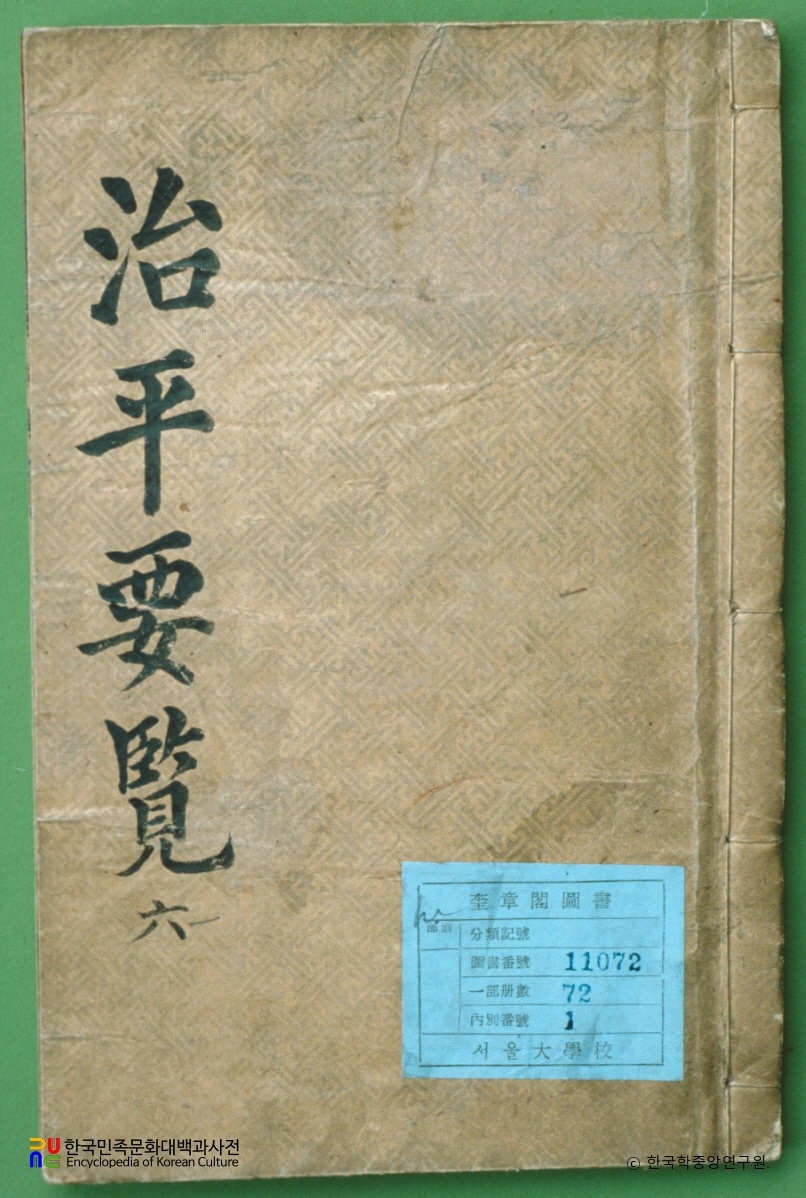 治平要覽 六
奎章閣圖書
分類記號
圖書番號 11072
一部册數 72
內別番號 1
서울大學校
한국민족문화대백과사전
Encyclopedia of Korean Culture
© 한국학중앙연구원